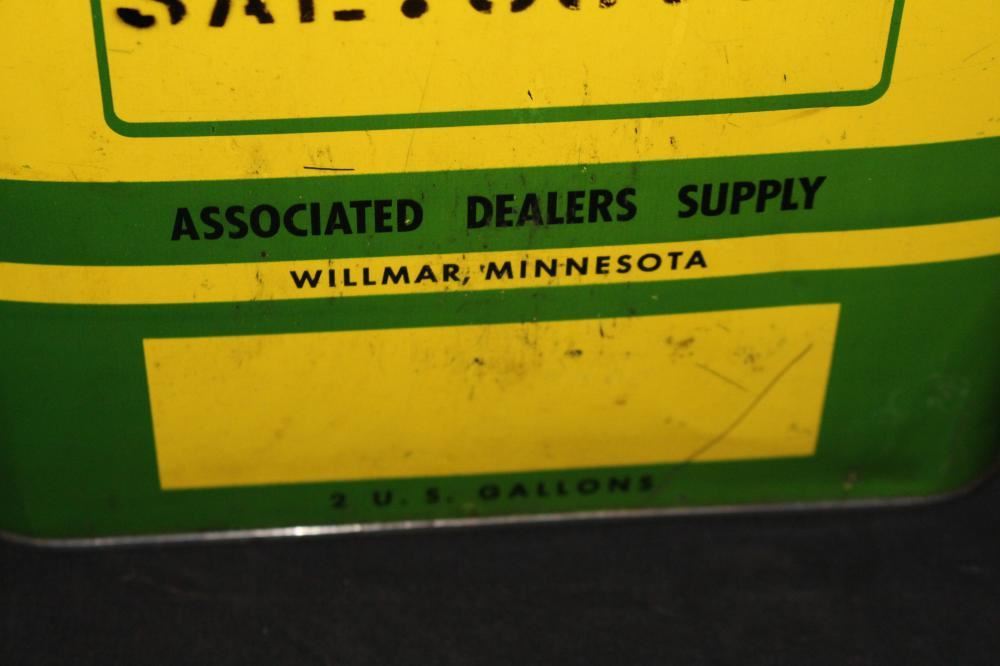 ASSOCIATED DEALERS SUPPLY
WILLMAR, MINNESOTA
2 U. S. GALLONS